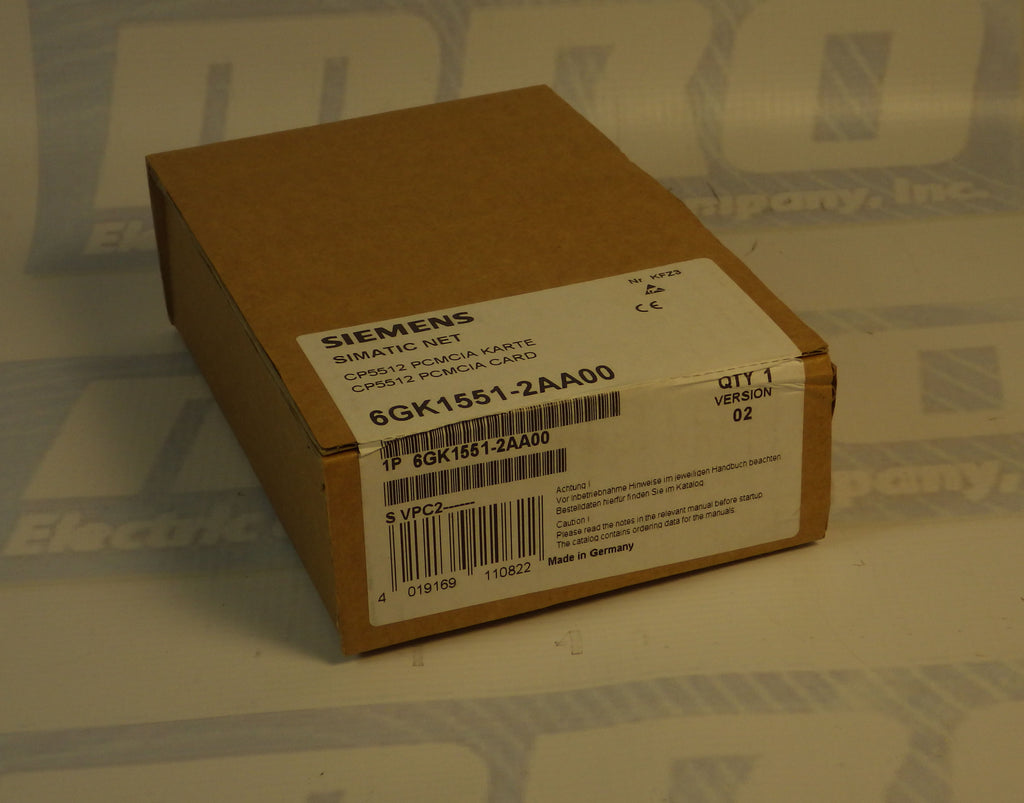 MRO
Company, Inc.
SIEMENS
SIMATIC NET
CP5512 PCMCIA KARTE
CP5512 PCMCIA CARD
6GK1551-2AA00
Nr KFZ3
CE
QTY 1
VERSION
02
1P 6GK1551-2AA00
S VPC2------
Achtung !
Vor Inbetriebnahme Hinweise im jeweiligen Handbuch beachten.
Bestelldaten hierfür finden Sie im Katalog.
Caution !
Please read the notes in the relevant manual before startup.
The catalog contains ordering data for the manuals.
Made in Germany
4 019169 110822